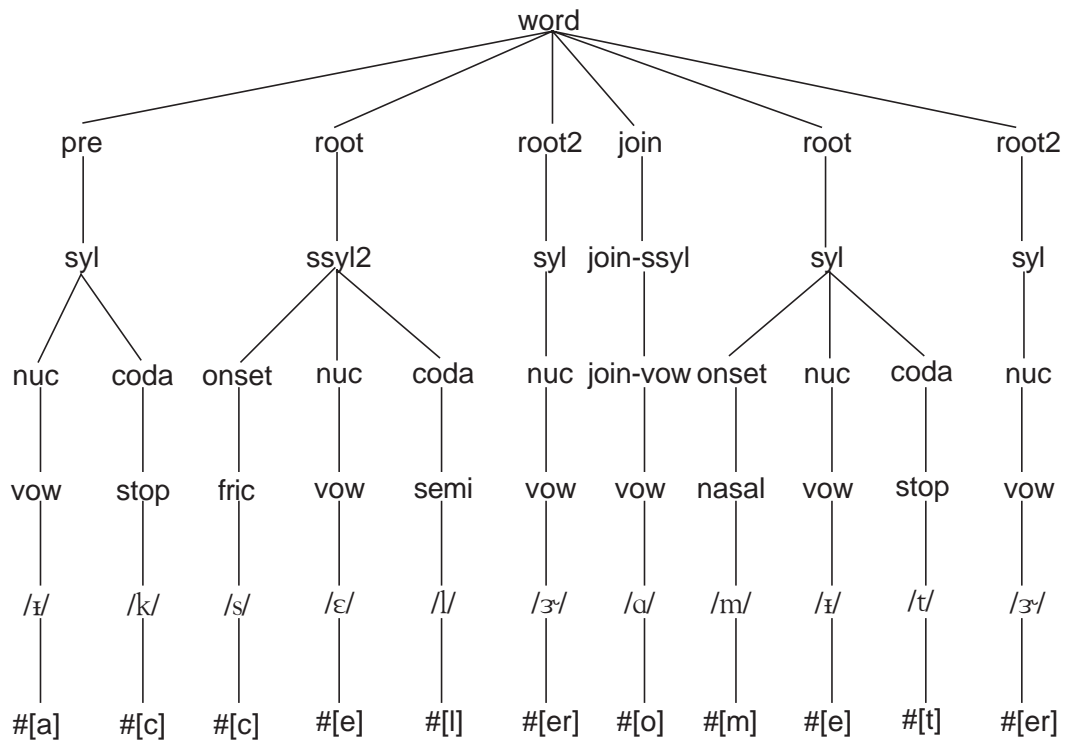 word
pre root root2 join root root2
syl ssyl2 syl join-ssyl syl syl
nuc coda onset nuc coda nuc join-vow onset nuc coda nuc
vow stop fric vow semi vow vow nasal vow stop vow
/ɪ/ /k/ /s/ /ɛ/ /l/ /ɝ/ /ɑ/ /m/ /ɪ/ /t/ /ɝ/
#[a] #[c] #[c] #[e] #[l] #[er] #[o] #[m] #[e] #[t] #[er]